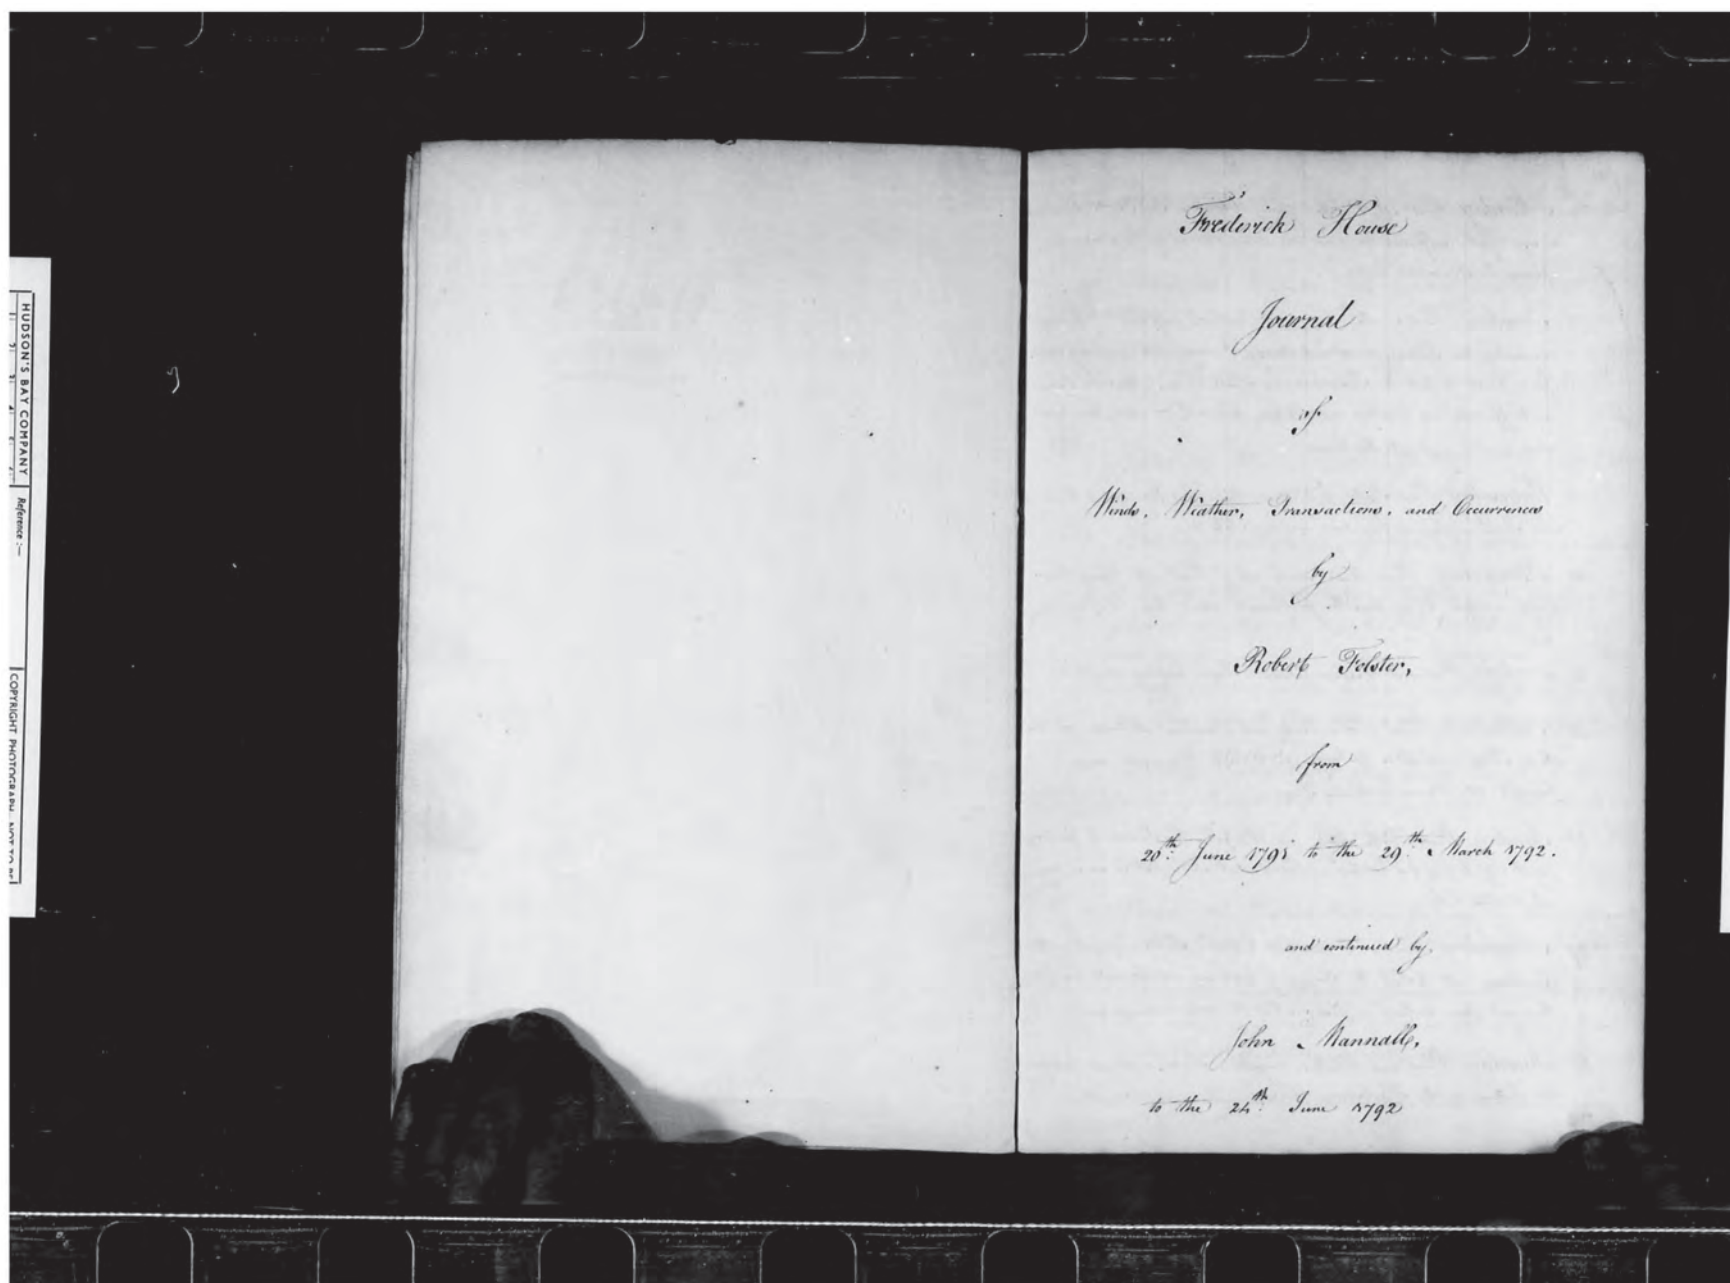 HUDSON'S BAY COMPANY
Reference :—
COPYRIGHT PHOTOGRAPH
Frederick House
Journal
of
Winds, Weather, Transactions, and Occurrences
by
Robert Folster,
from
20th June 1791 to the 29th March 1792.
and continued by
John Mannall,
to the 24th June 1792